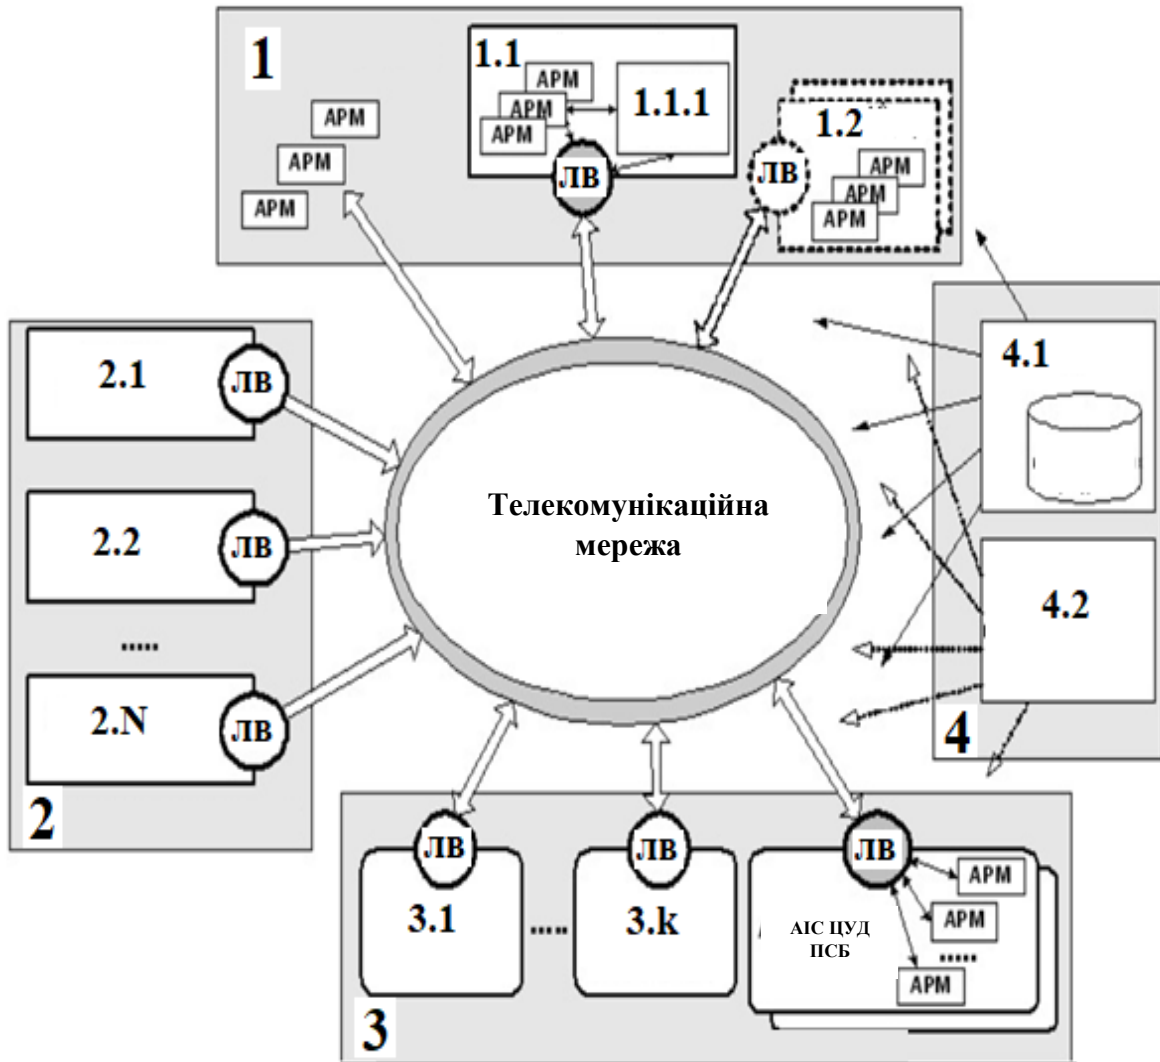 1
АРМ
АРМ
АРМ
1.1
АРМ
АРМ
АРМ
1.1.1
ЛВ
1.2
ЛВ
АРМ
АРМ
АРМ
2.1
ЛВ
2.2
ЛВ
.....
2.N
ЛВ
2
Телекомунікаційна
мережа
4.1
4.2
4
ЛВ
3.1
.....
ЛВ
3.k
ЛВ
АІС ЦУД
ПСБ
АРМ
АРМ
.....
АРМ
3